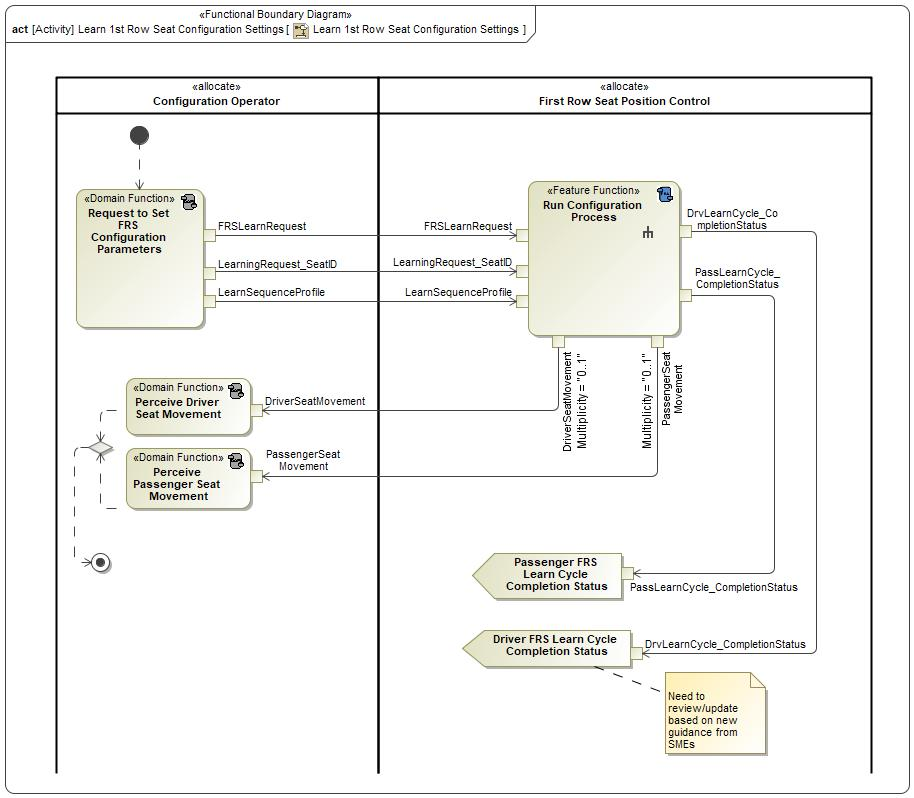 «Functional Boundary Diagram»
act [Activity] Learn 1st Row Seat Configuration Settings [ Learn 1st Row Seat Configuration Settings ]
«allocate»
Configuration Operator
«allocate»
First Row Seat Position Control
«Domain Function»
Request to Set
FRS
Configuration
Parameters
FRSLearnRequest
LearningRequest_SeatID
LearnSequenceProfile
FRSLearnRequest
LearningRequest_SeatID
LearnSequenceProfile
«Feature Function»
Run Configuration
Process
DrvLearnCycle_Co
mpletionStatus
PassLearnCycle_
CompletionStatus
DriverSeatMovement
Multiplicity = "0..1"
Multiplicity = "0..1"
PassengerSeat
Movement
«Domain Function»
Perceive Driver
Seat Movement
DriverSeatMovement
«Domain Function»
Perceive
Passenger Seat
Movement
PassengerSeat
Movement
Passenger FRS
Learn Cycle
Completion Status
PassLearnCycle_CompletionStatus
Driver FRS Learn Cycle
Completion Status
DrvLearnCycle_CompletionStatus
Need to
review/update
based on new
guidance from
SMEs